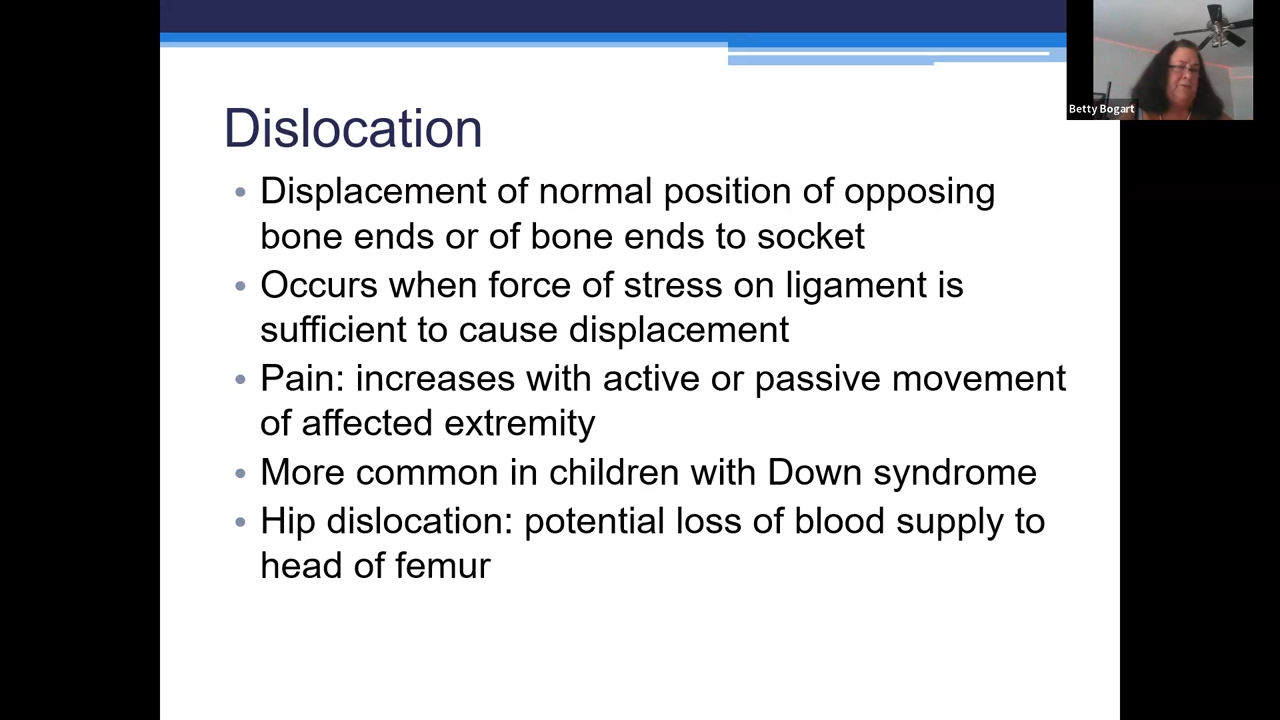 Betty Bogart
Dislocation
• Displacement of normal position of opposing
bone ends or of bone ends to socket
• Occurs when force of stress on ligament is
sufficient to cause displacement
• Pain: increases with active or passive movement
of affected extremity
• More common in children with Down syndrome
• Hip dislocation: potential loss of blood supply to
head of femur